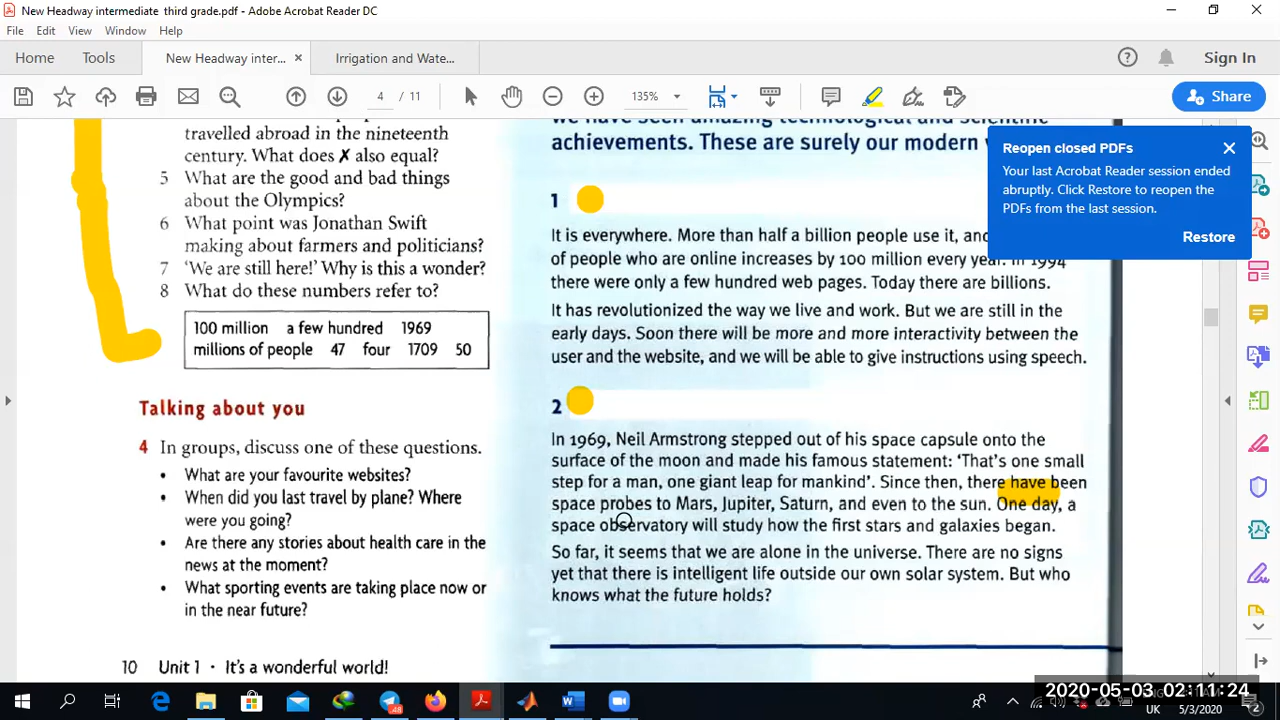 New Headway intermediate third grade.pdf - Adobe Acrobat Reader DC
File Edit View Window Help
Home Tools New Headway inter... Irrigation and Wate... Sign In
4 / 11 135% Share
travelled abroad in the nineteenth
century. What does ✗ also equal?
5 What are the good and bad things
about the Olympics?
6 What point was Jonathan Swift
making about farmers and politicians?
7 'We are still here!' Why is this a wonder?
8 What do these numbers refer to?
100 million a few hundred 1969
millions of people 47 four 1709 50
Talking about you
4 In groups, discuss one of these questions.
• What are your favourite websites?
• When did you last travel by plane? Where
were you going?
• Are there any stories about health care in the
news at the moment?
• What sporting events are taking place now or
in the near future?
10 Unit 1 · It's a wonderful world!
we have seen amazing technological and scientific
achievements. These are surely our modern
1
It is everywhere. More than half a billion people use it, and
of people who are online increases by 100 million every year. In 1994
there were only a few hundred web pages. Today there are billions.
It has revolutionized the way we live and work. But we are still in the
early days. Soon there will be more and more interactivity between the
user and the website, and we will be able to give instructions using speech.
2
In 1969, Neil Armstrong stepped out of his space capsule onto the
surface of the moon and made his famous statement: 'That's one small
step for a man, one giant leap for mankind'. Since then, there have been
space probes to Mars, Jupiter, Saturn, and even to the sun. One day, a
space observatory will study how the first stars and galaxies began.
So far, it seems that we are alone in the universe. There are no signs
yet that there is intelligent life outside our own solar system. But who
knows what the future holds?
Reopen closed PDFs
Your last Acrobat Reader session ended
abruptly. Click Restore to reopen the
PDFs from the last session.
Restore
48
2020-05-03 02:11:24
UK 5/3/2020 2